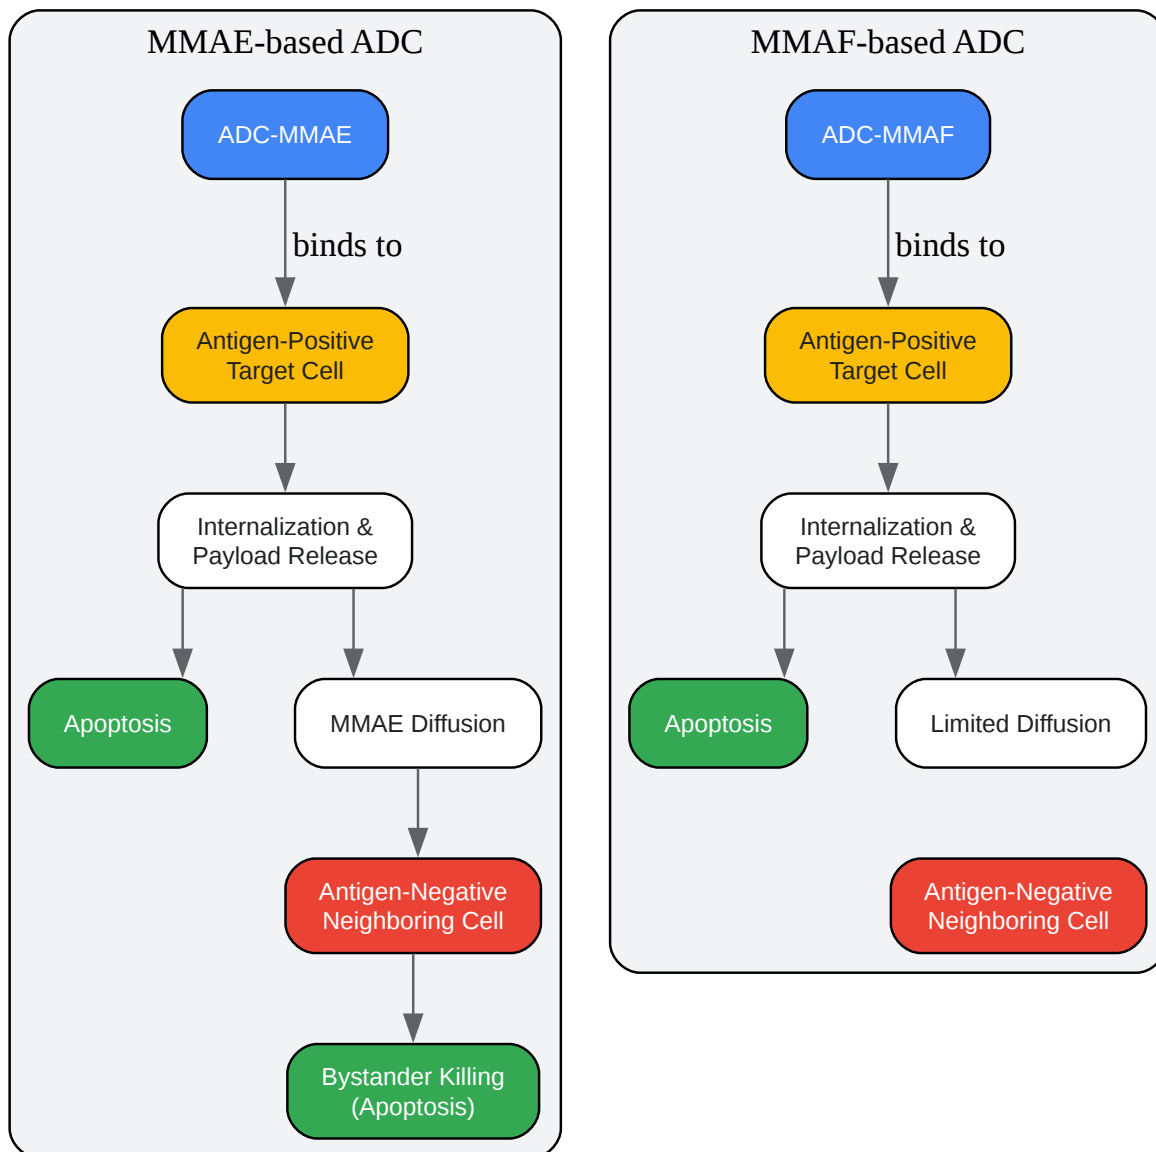 MMAE-based ADC
ADC-MMAE
binds to
Antigen-Positive
Target Cell
Internalization &
Payload Release
Apoptosis
MMAE Diffusion
Antigen-Negative
Neighboring Cell
Bystander Killing
(Apoptosis)
MMAF-based ADC
ADC-MMAF
binds to
Antigen-Positive
Target Cell
Internalization &
Payload Release
Apoptosis
Limited Diffusion
Antigen-Negative
Neighboring Cell